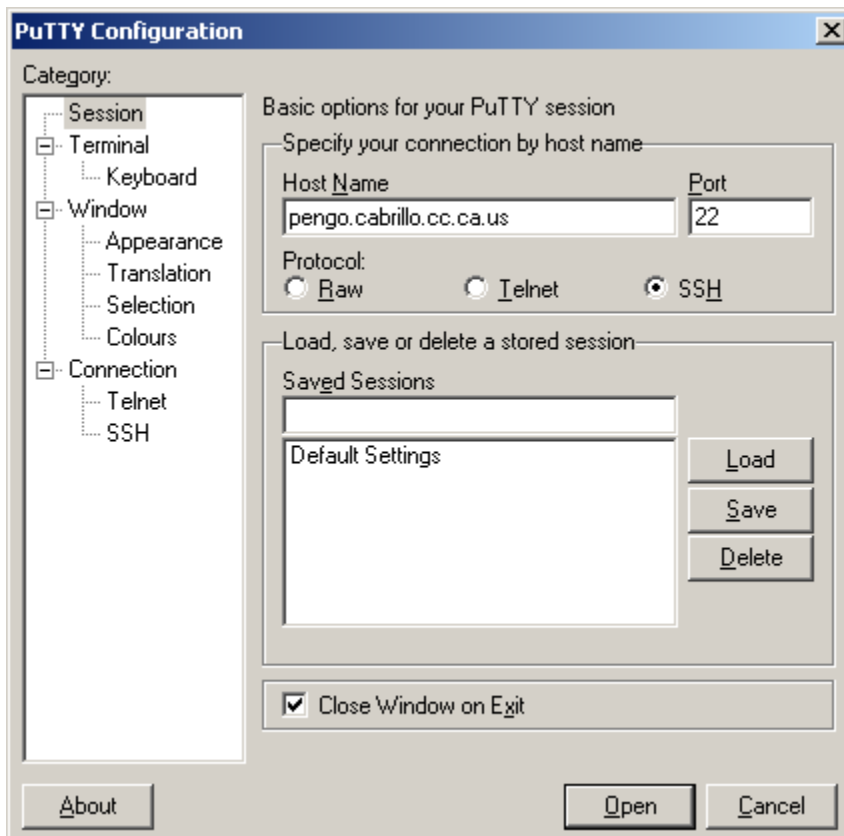 PuTTY Configuration
Category:
Session
Terminal
Keyboard
Window
Appearance
Translation
Selection
Colours
Connection
Telnet
SSH
Basic options for your PuTTY session
Specify your connection by host name
Host Name
Port
pengo.cabrillo.cc.ca.us
22
Protocol:
Raw
Telnet
SSH
Load, save or delete a stored session
Saved Sessions
Default Settings
Load
Save
Delete
Close Window on Exit
About
Open
Cancel